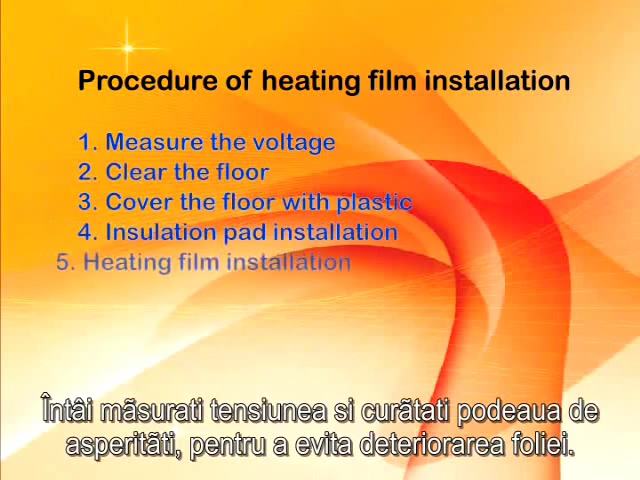 Procedure of heating film installation
1. Measure the voltage
2. Clear the floor
3. Cover the floor with plastic
4. Insulation pad installation
5. Heating film installation
Întâi mãsurati tensiunea si curãtati podeaua de
asperitãti, pentru a evita deteriorarea foliei.